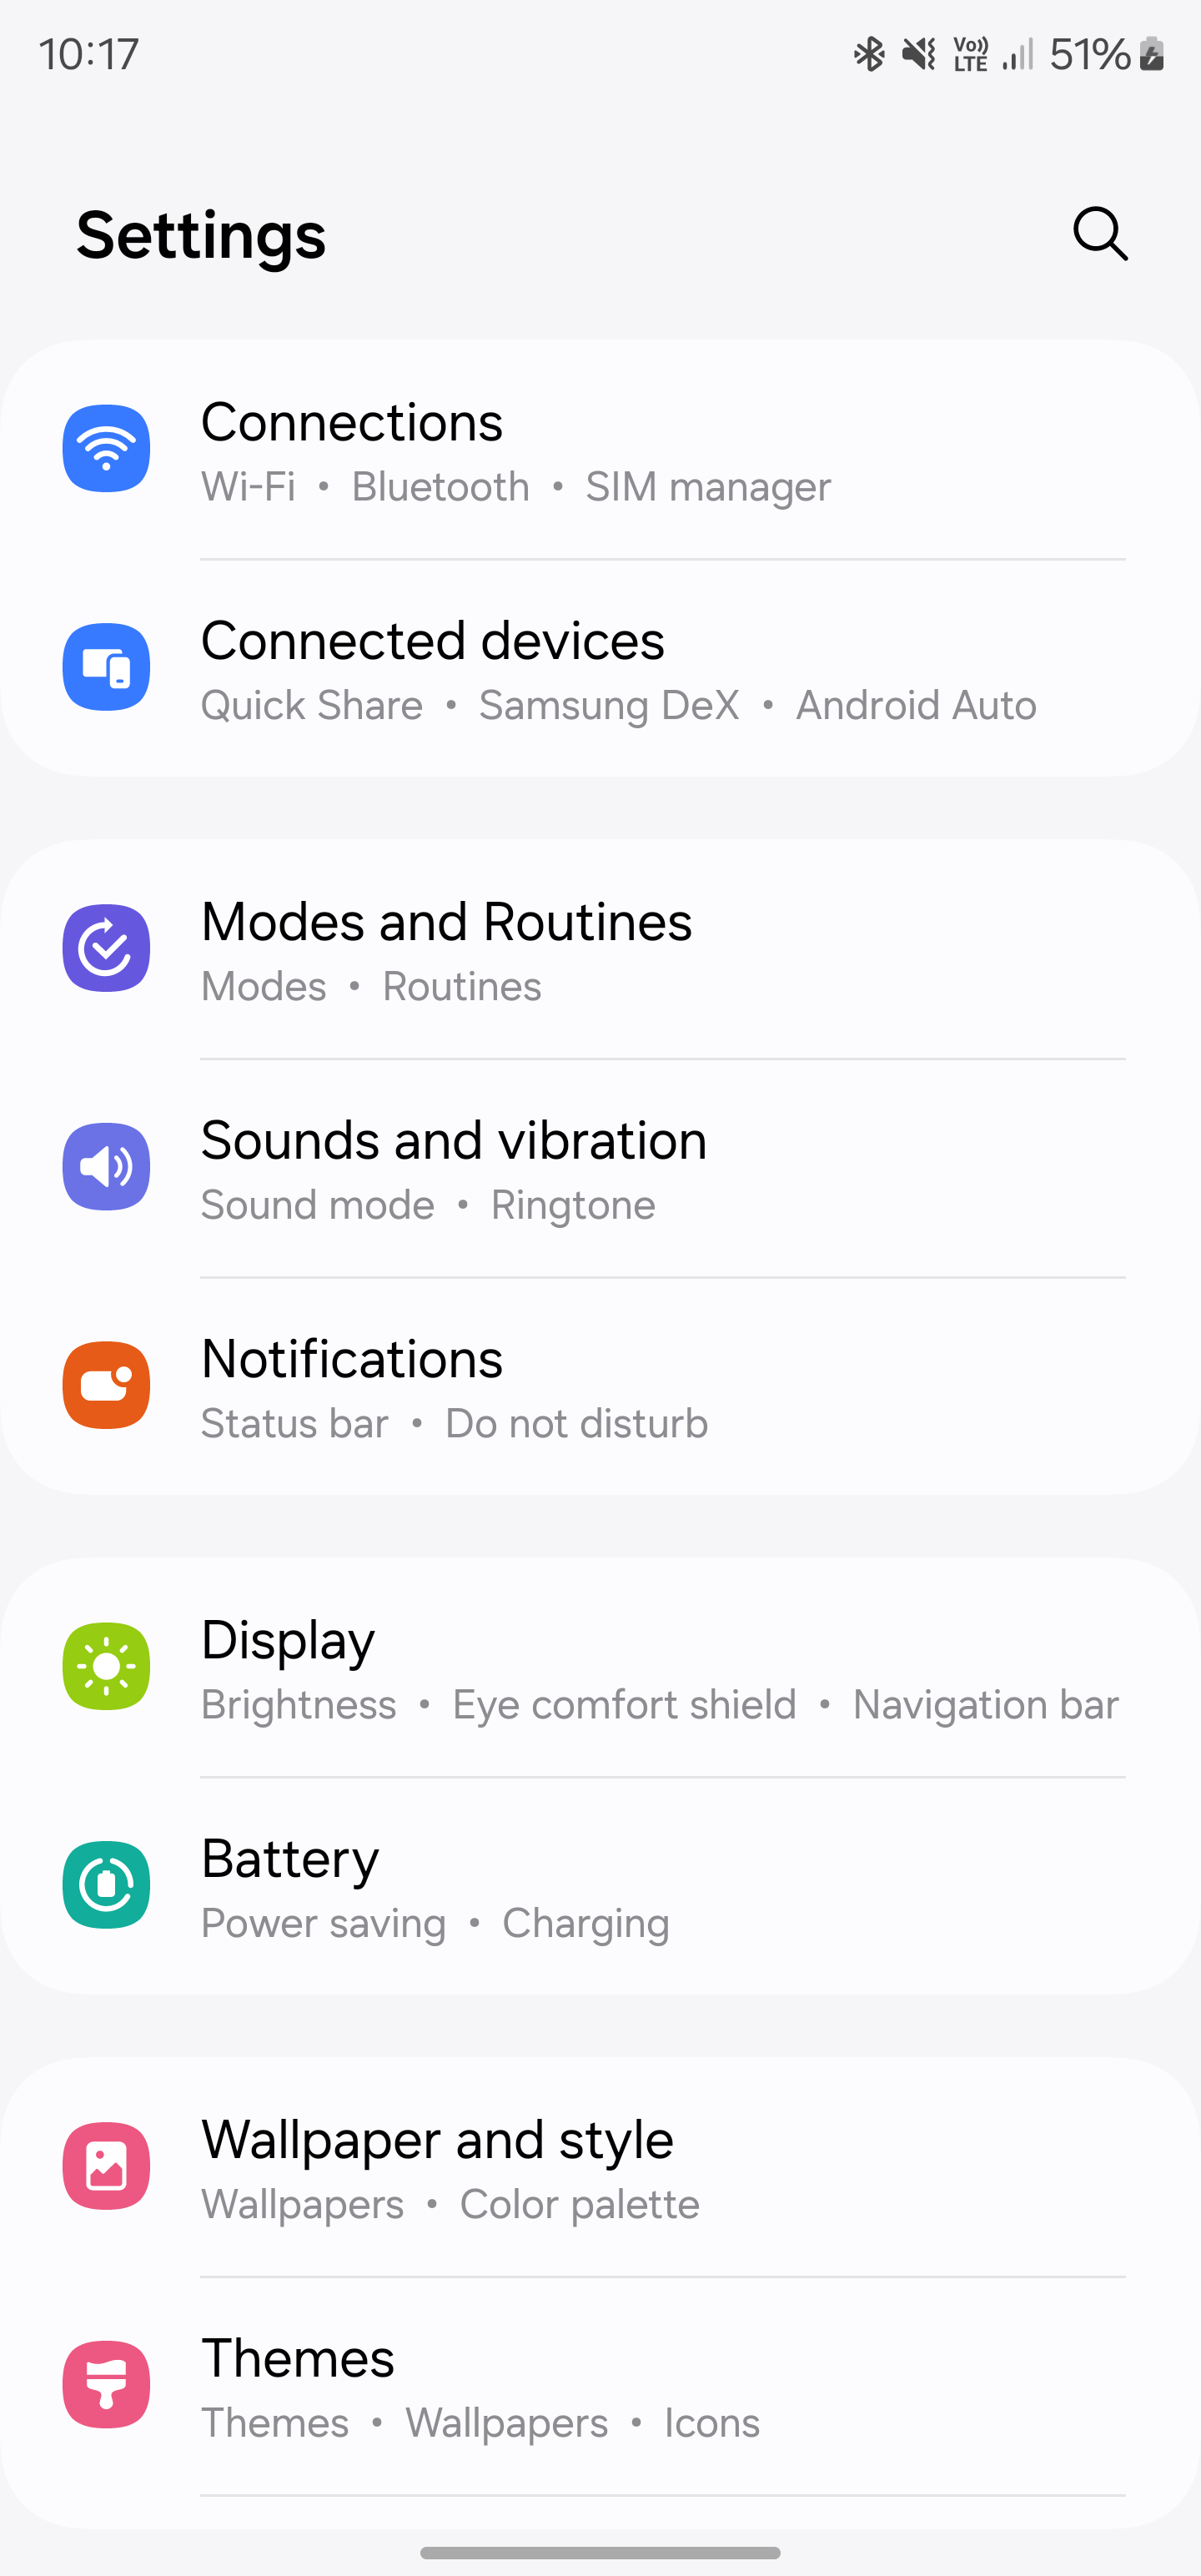 10:17 Vo)) LTE 51%
Settings
Connections
Wi-Fi • Bluetooth • SIM manager
Connected devices
Quick Share • Samsung DeX • Android Auto
Modes and Routines
Modes • Routines
Sounds and vibration
Sound mode • Ringtone
Notifications
Status bar • Do not disturb
Display
Brightness • Eye comfort shield • Navigation bar
Battery
Power saving • Charging
Wallpaper and style
Wallpapers • Color palette
Themes
Themes • Wallpapers • Icons